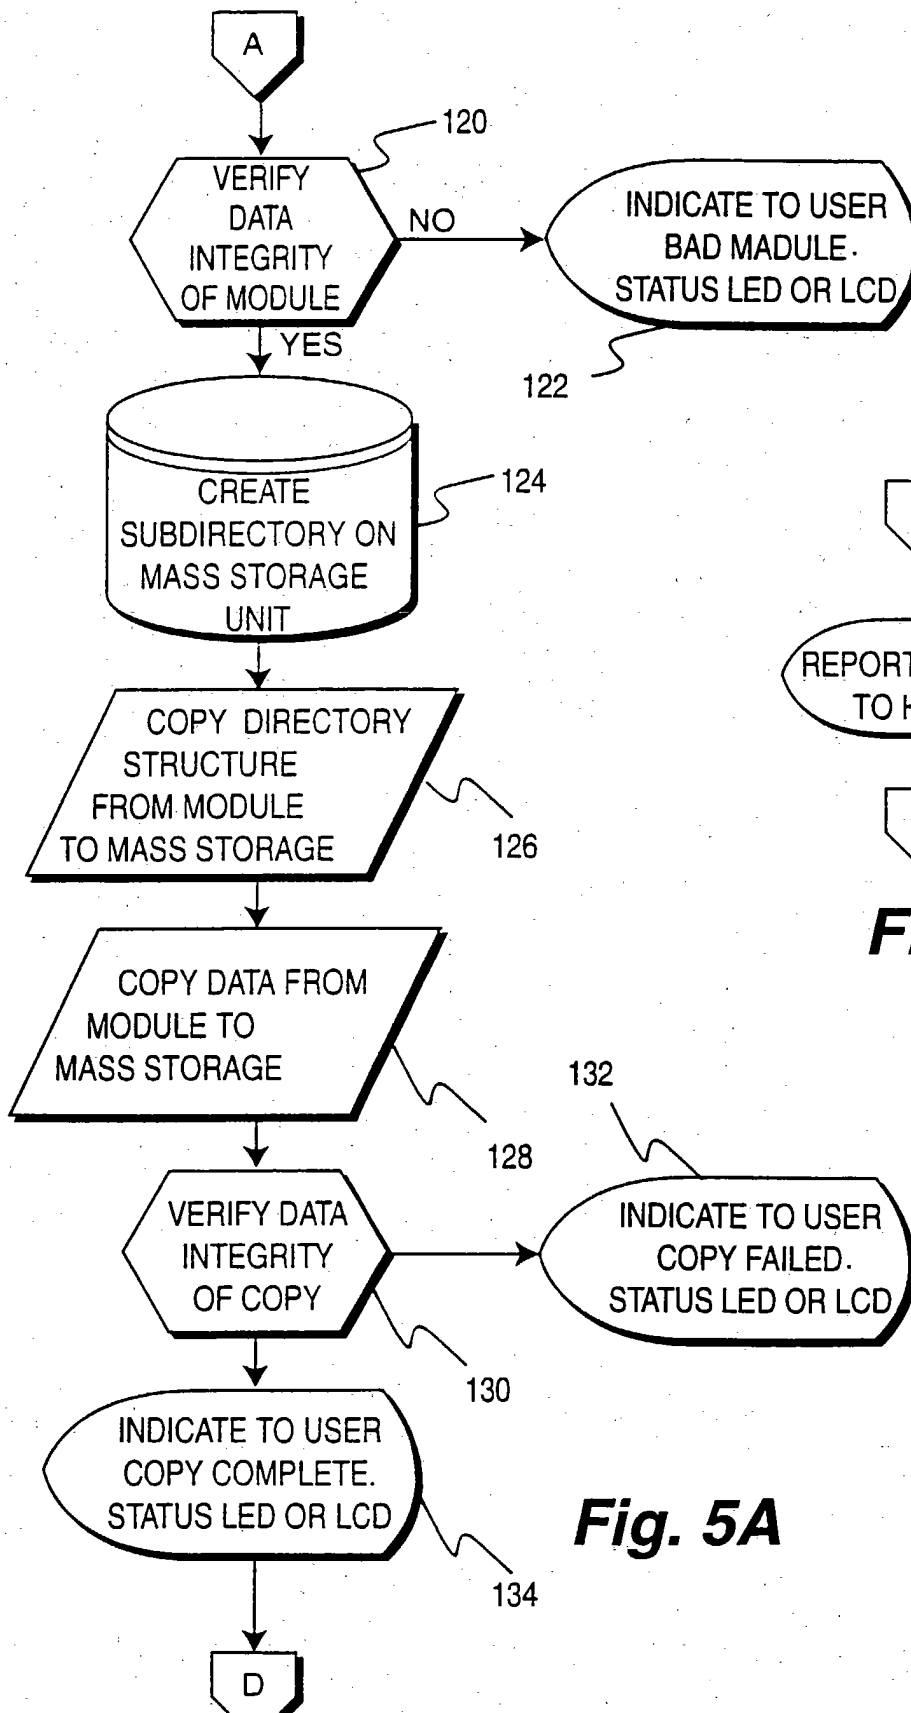 A
120
VERIFY
DATA
INTEGRITY
OF MODULE
NO
INDICATE TO USER
BAD MADULE.
STATUS LED OR LCD
122
YES
124
CREATE
SUBDIRECTORY ON
MASS STORAGE
UNIT
REPORT
TO
COPY DIRECTORY
STRUCTURE
FROM MODULE
TO MASS STORAGE
126
COPY DATA FROM
MODULE TO
MASS STORAGE
128
132
VERIFY DATA
INTEGRITY
OF COPY
INDICATE TO USER
COPY FAILED.
STATUS LED OR LCD
130
INDICATE TO USER
COPY COMPLETE.
STATUS LED OR LCD
134
Fig. 5A
D